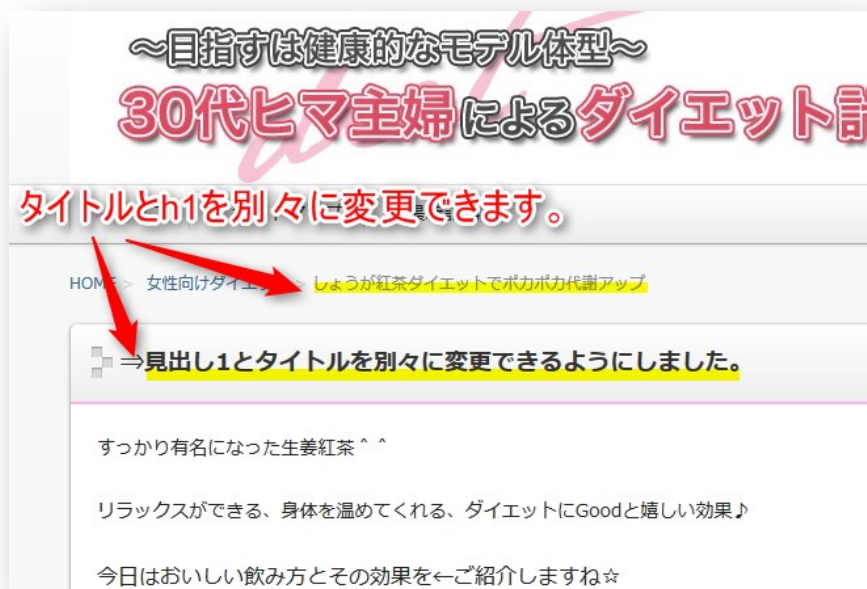 ～目指すは健康的なモデル体型～
30代ヒマ主婦によるダイエット
タイトルとh1を別々に変更できます。
HOME > 女性向けダイエ > しょうが紅茶ダイエットでポカポカ代謝アップ
⇒見出し1とタイトルを別々に変更できるようにしました。
すっかり有名になった生姜紅茶＾＾
リラックスができる、身体を温めてくれる、ダイエットにGoodと嬉しい効果♪
今日はおいしい飲み方とその効果を←ご紹介しますね☆